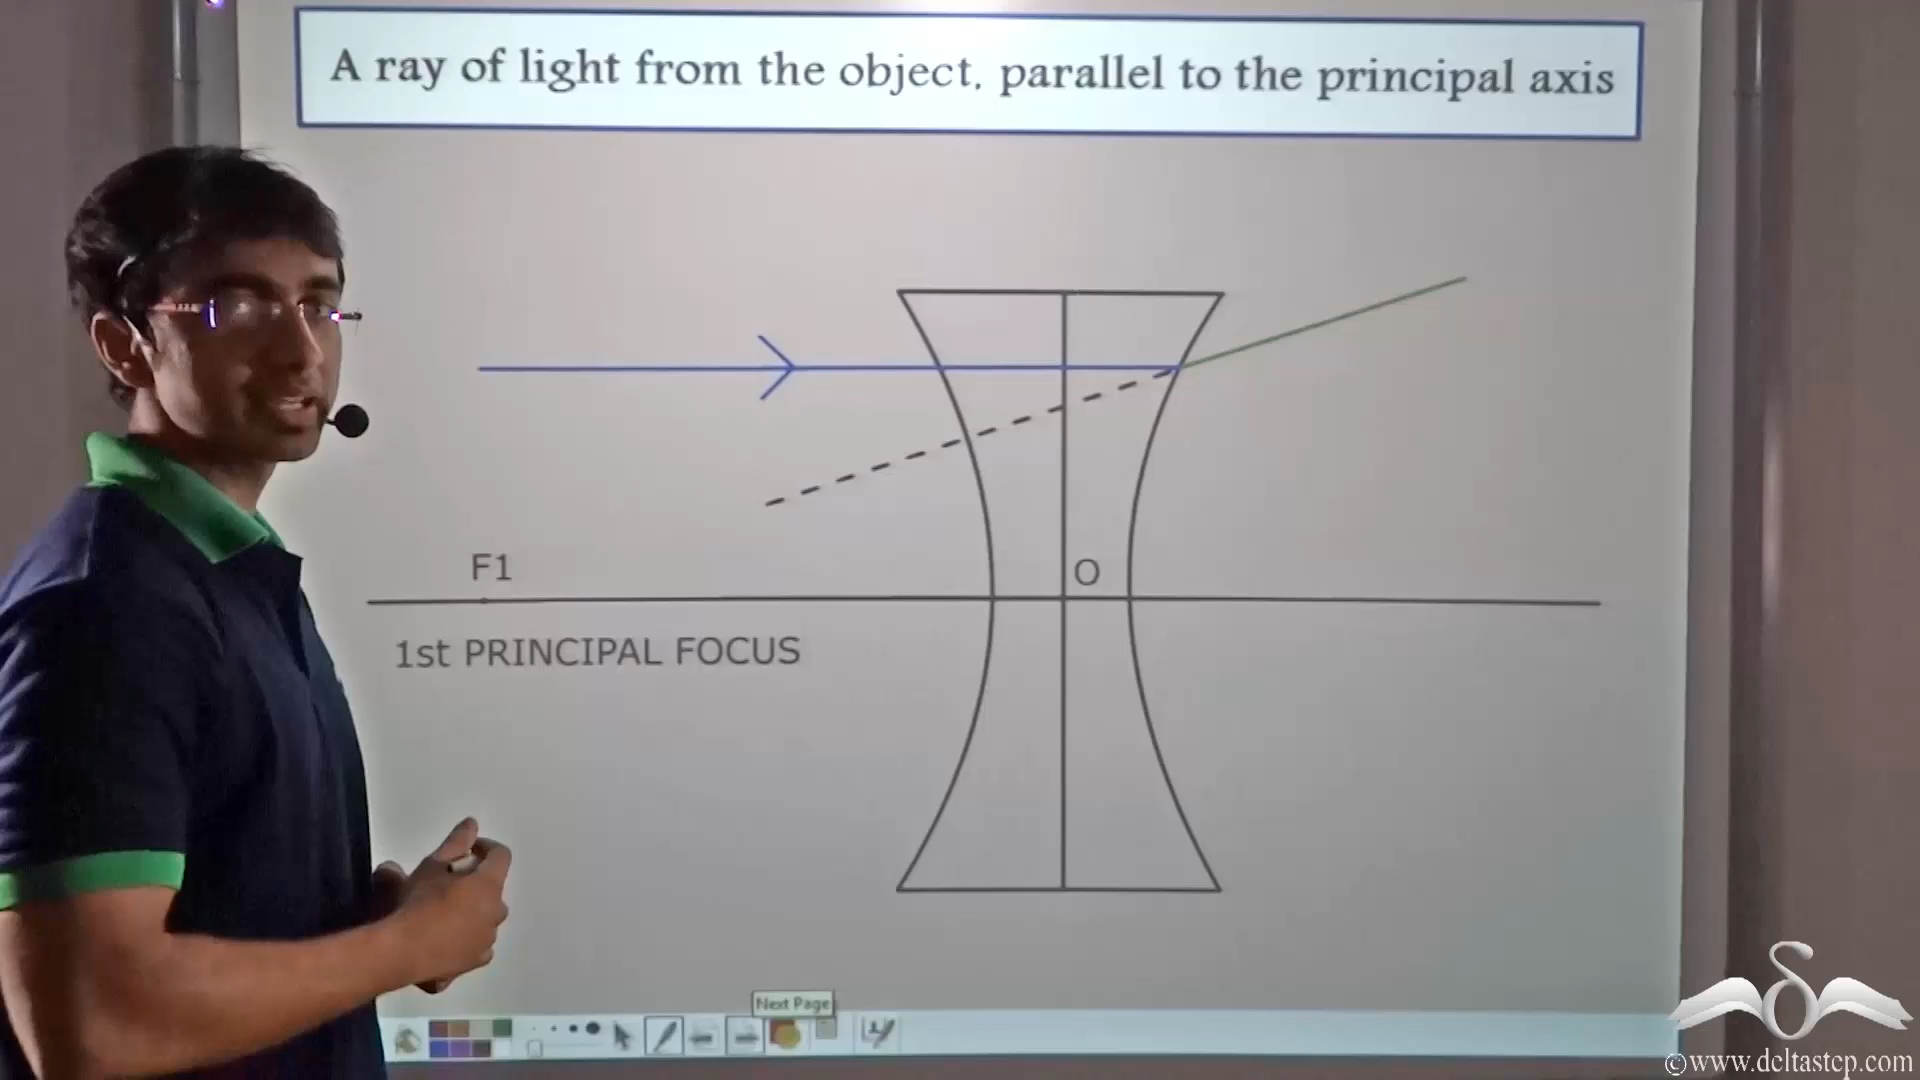 A ray of light from the object, parallel to the principal axis
F1
O
1st PRINCIPAL FOCUS
Next Page
©www.deltastep.com